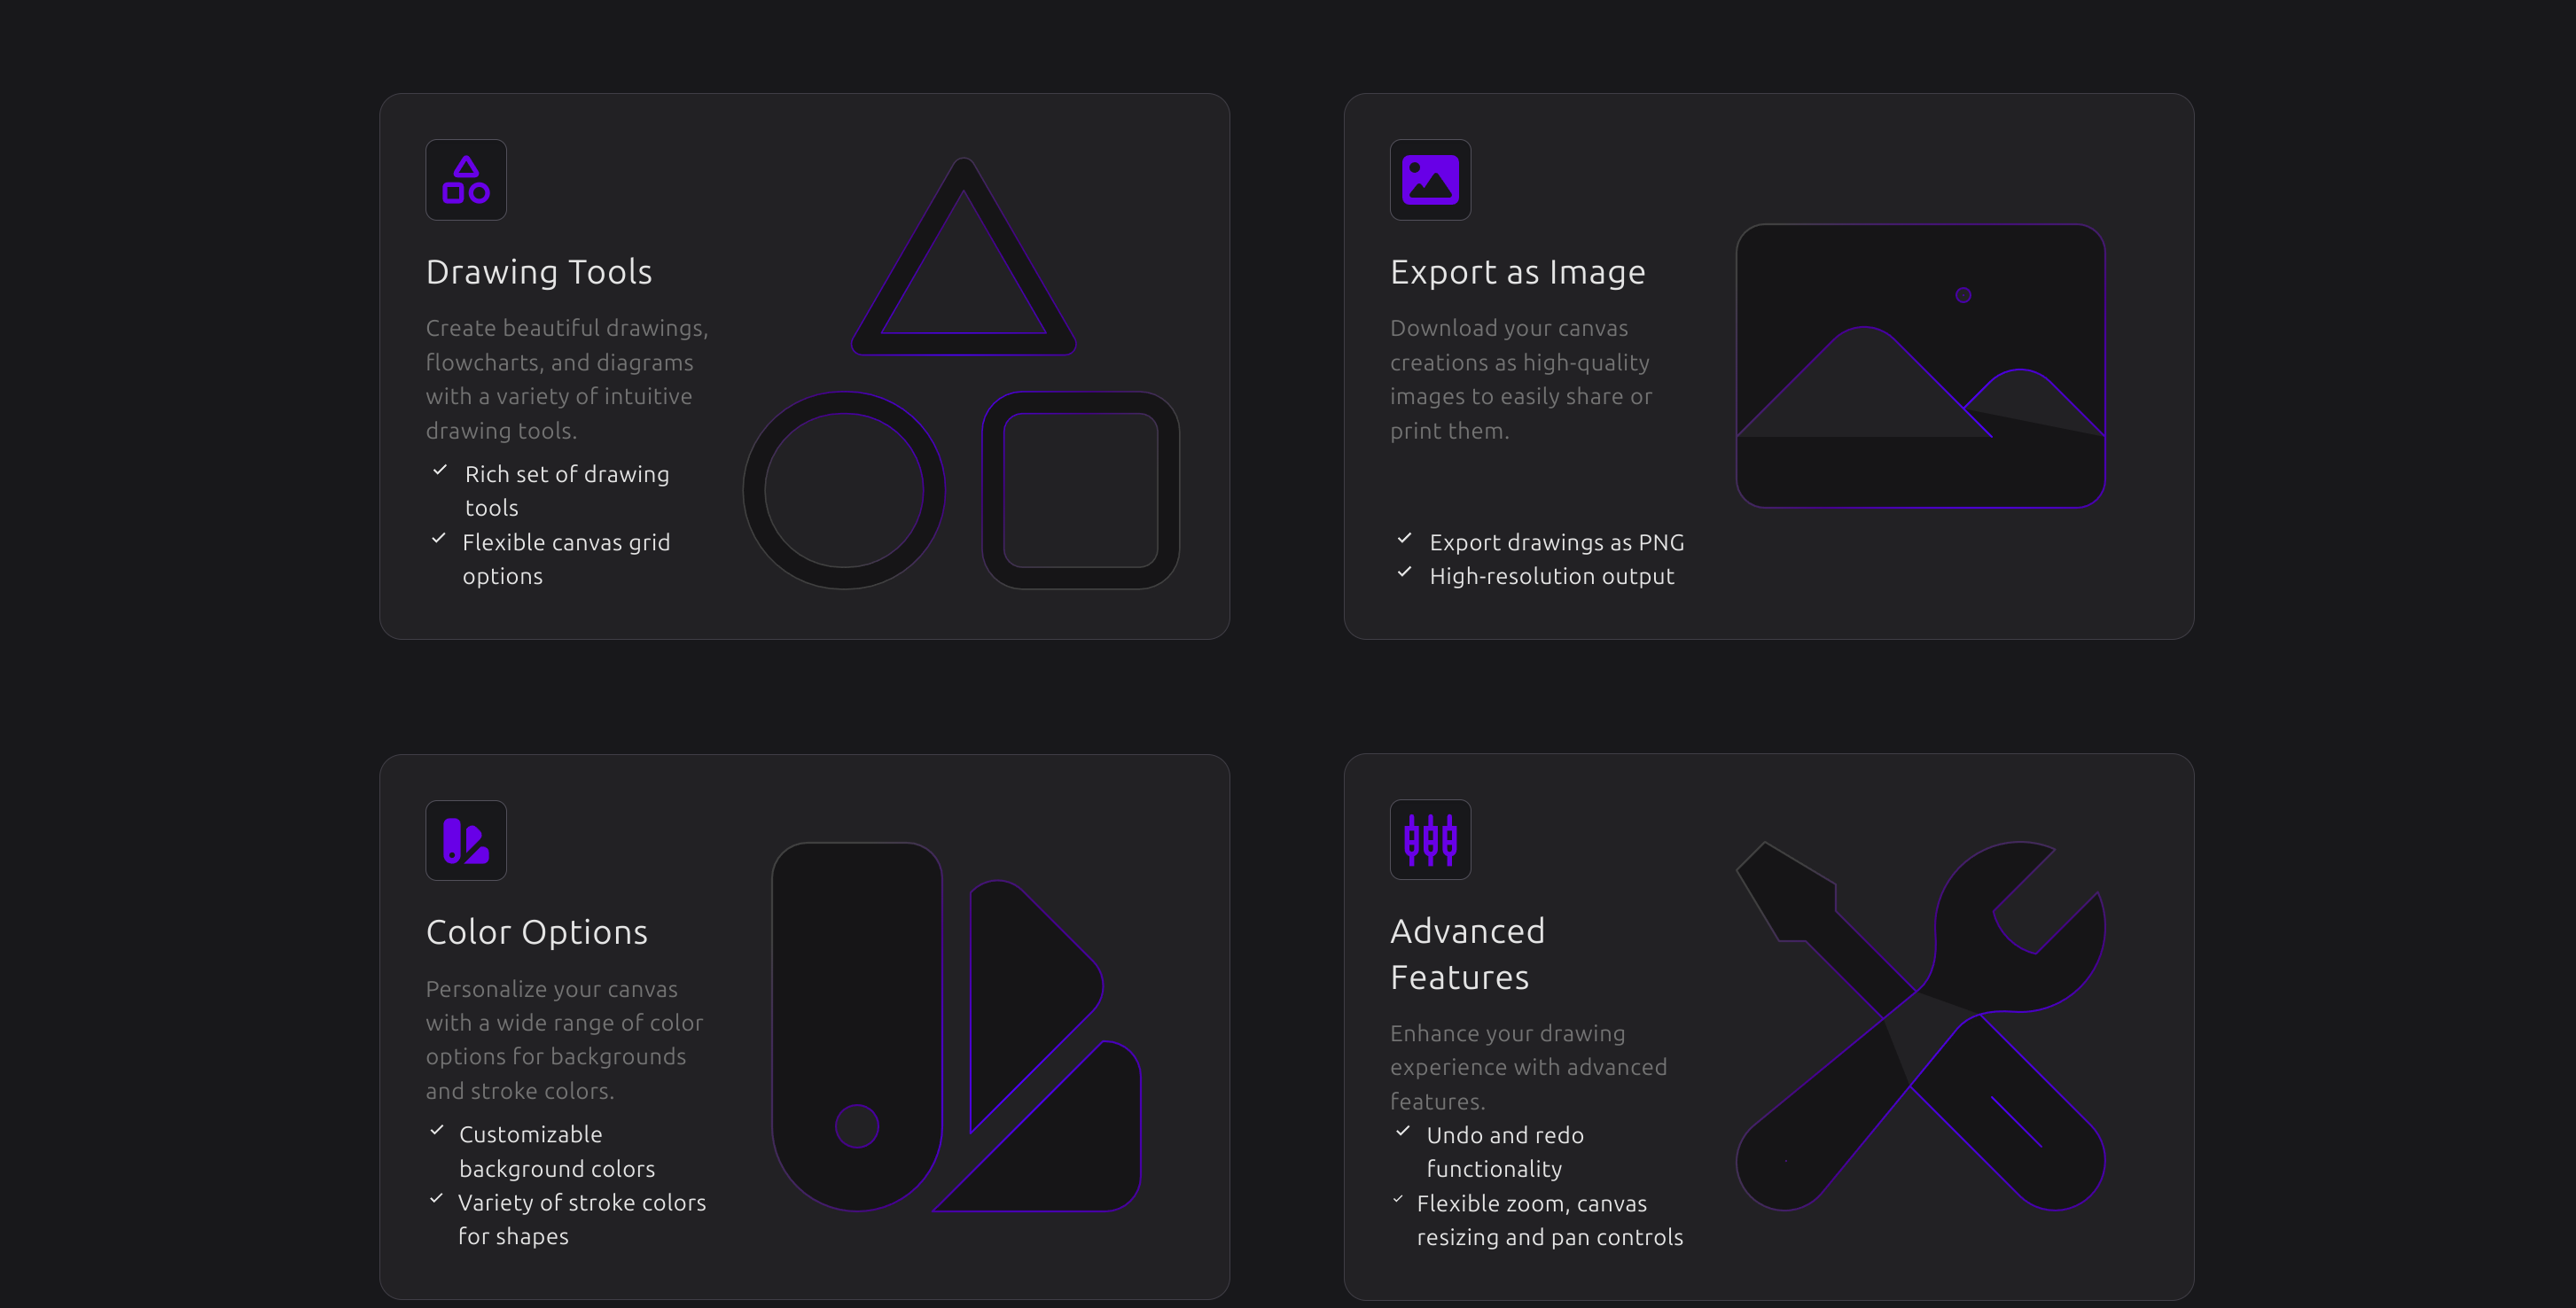 Drawing Tools
Create beautiful drawings,
flowcharts, and diagrams
with a variety of intuitive
drawing tools.
Rich set of drawing
tools
Flexible canvas grid
options
Export as Image
Download your canvas
creations as high-quality
images to easily share or
print them.
Export drawings as PNG
High-resolution output
Color Options
Personalize your canvas
with a wide range of color
options for backgrounds
and stroke colors.
Customizable
background colors
Variety of stroke colors
for shapes
Advanced
Features
Enhance your drawing
experience with advanced
features.
Undo and redo
functionality
Flexible zoom, canvas
resizing and pan controls